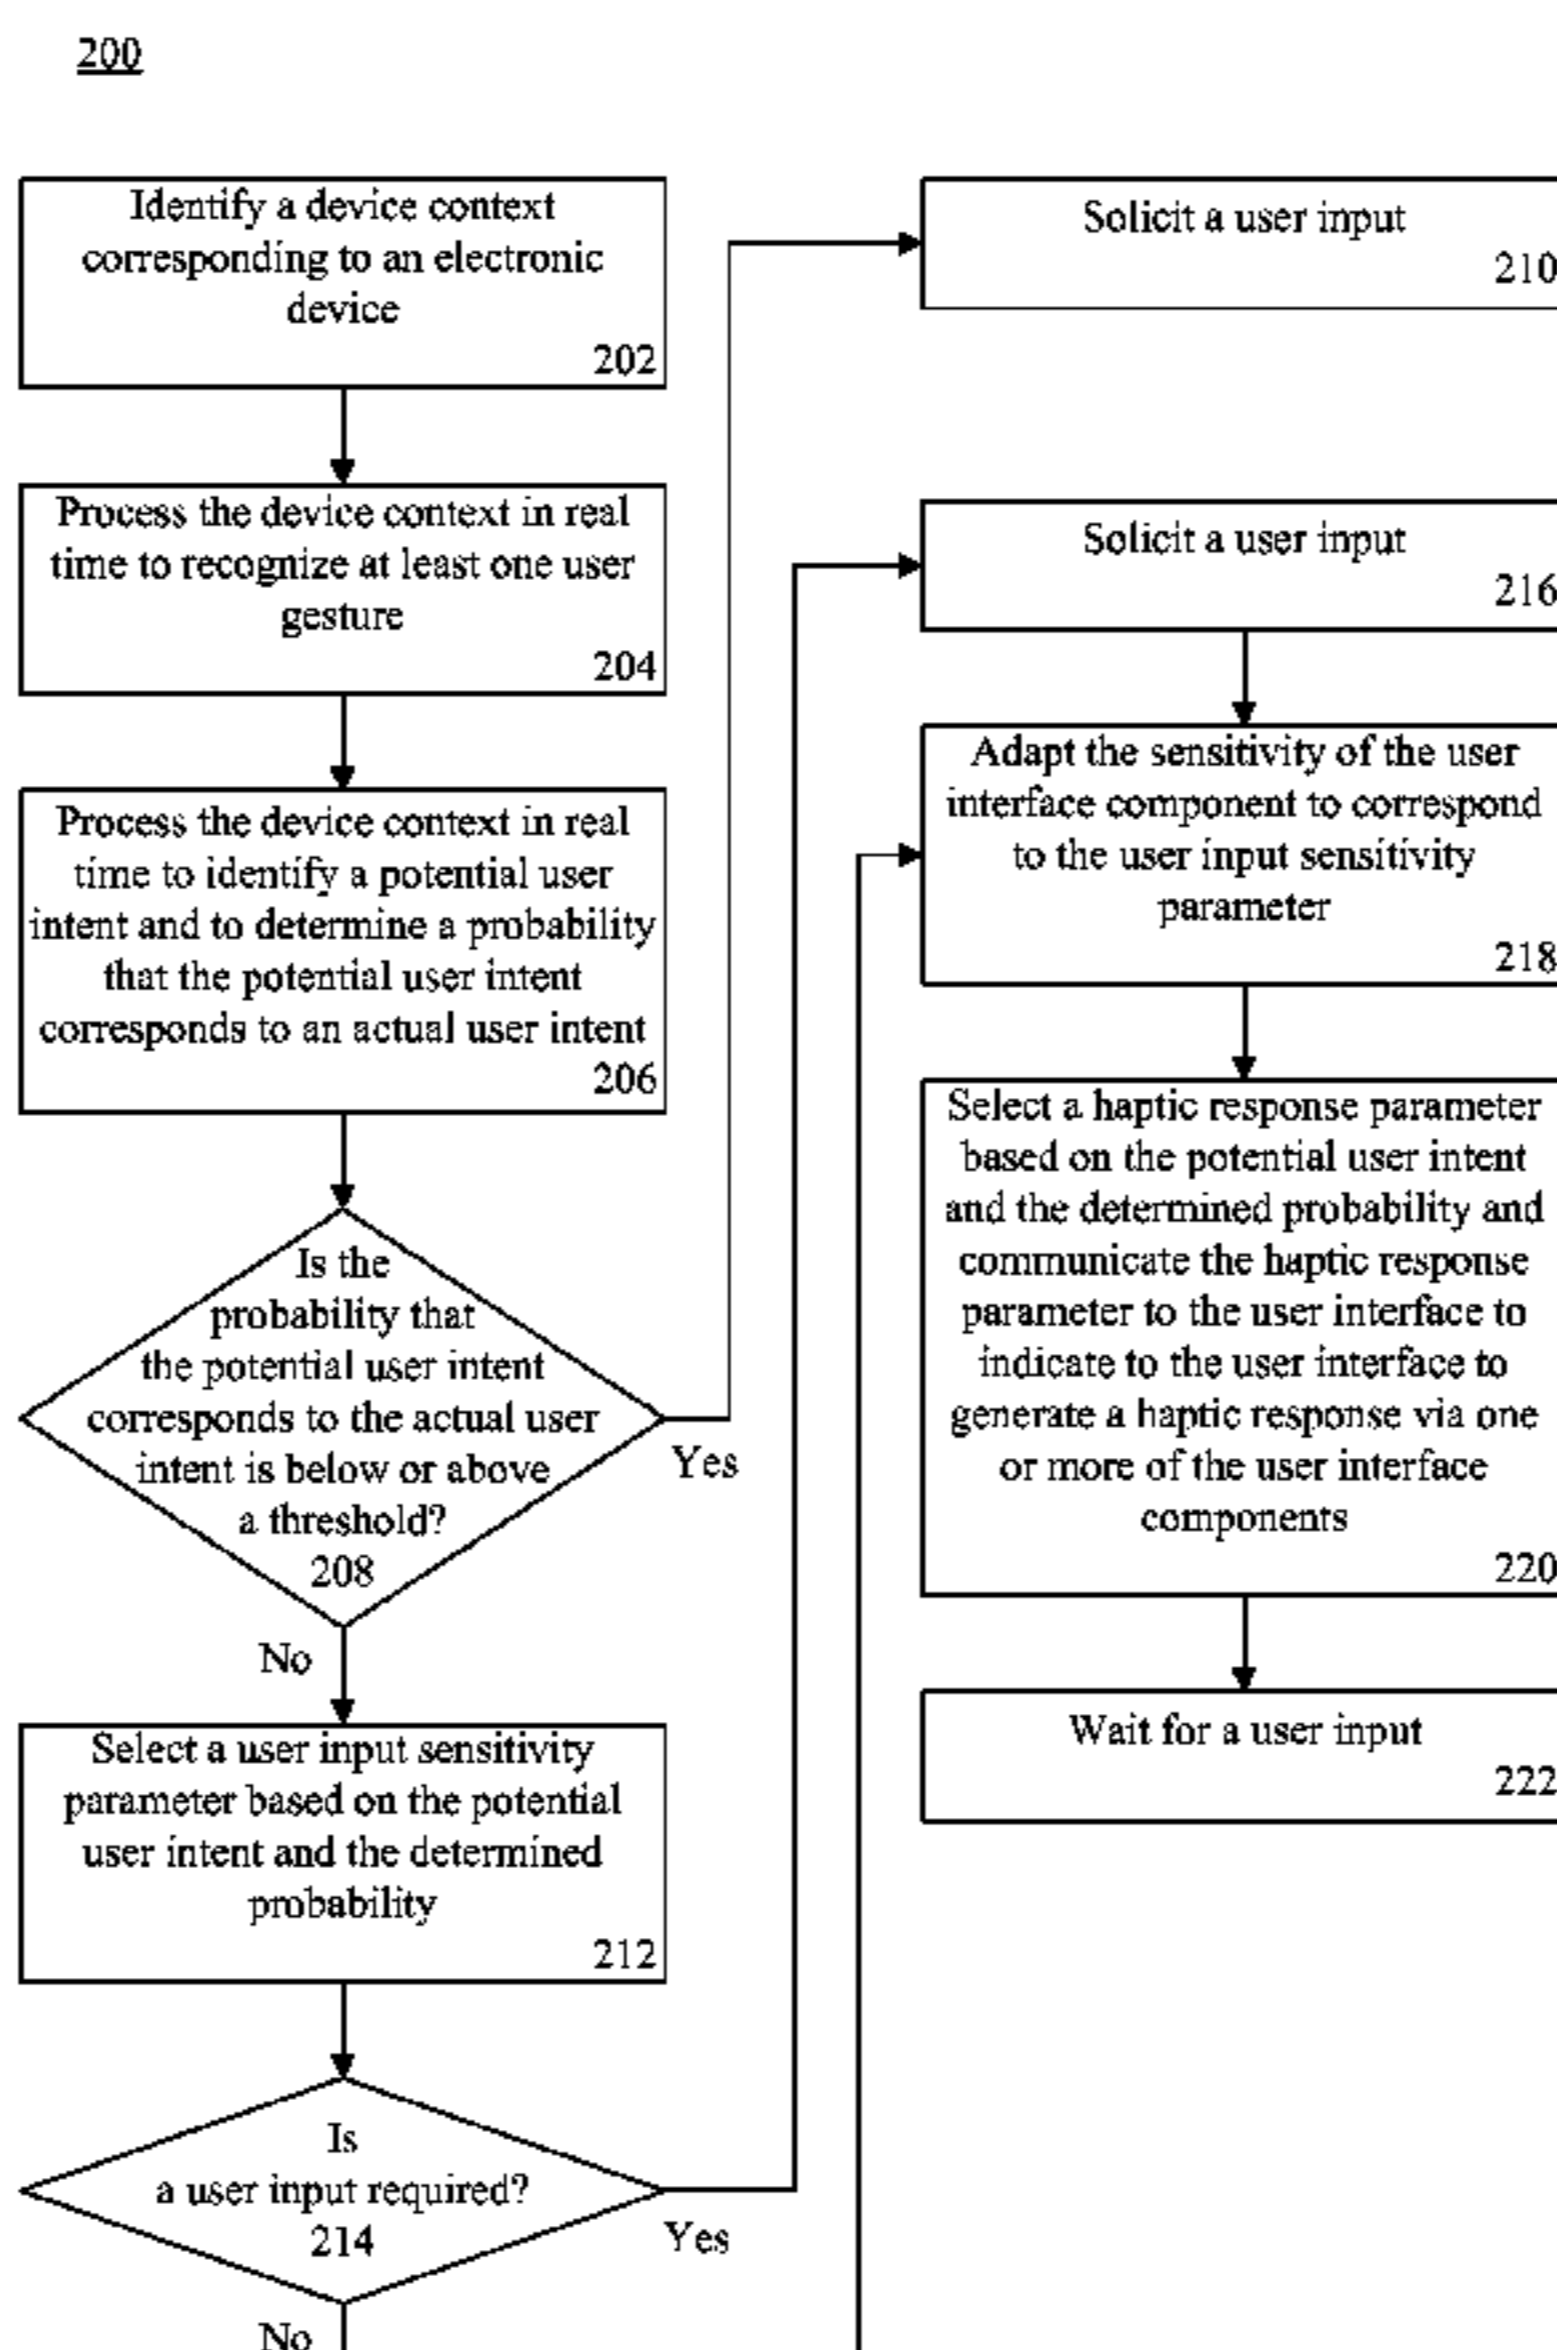 200
Identify a device context
corresponding to an electronic
device
202
Process the device context in real
time to recognize at least one user
gesture
204
Process the device context in real
time to identify a potential user
intent and to determine a probability
that the potential user intent
corresponds to an actual user intent
206
Is the
probability that
the potential user intent
corresponds to the actual user
intent is below or above
a threshold?
208
Yes
No
Select a user input sensitivity
parameter based on the potential
user intent and the determined
probability
212
Is
a user input required?
214
Yes
No
Solicit a user input
210
Solicit a user input
216
Adapt the sensitivity of the user
interface component to correspond
to the user input sensitivity
parameter
218
Select a haptic response parameter
based on the potential user intent
and the determined probability and
communicate the haptic response
parameter to the user interface to
indicate to the user interface to
generate a haptic response via one
or more of the user interface
components
220
Wait for a user input
222